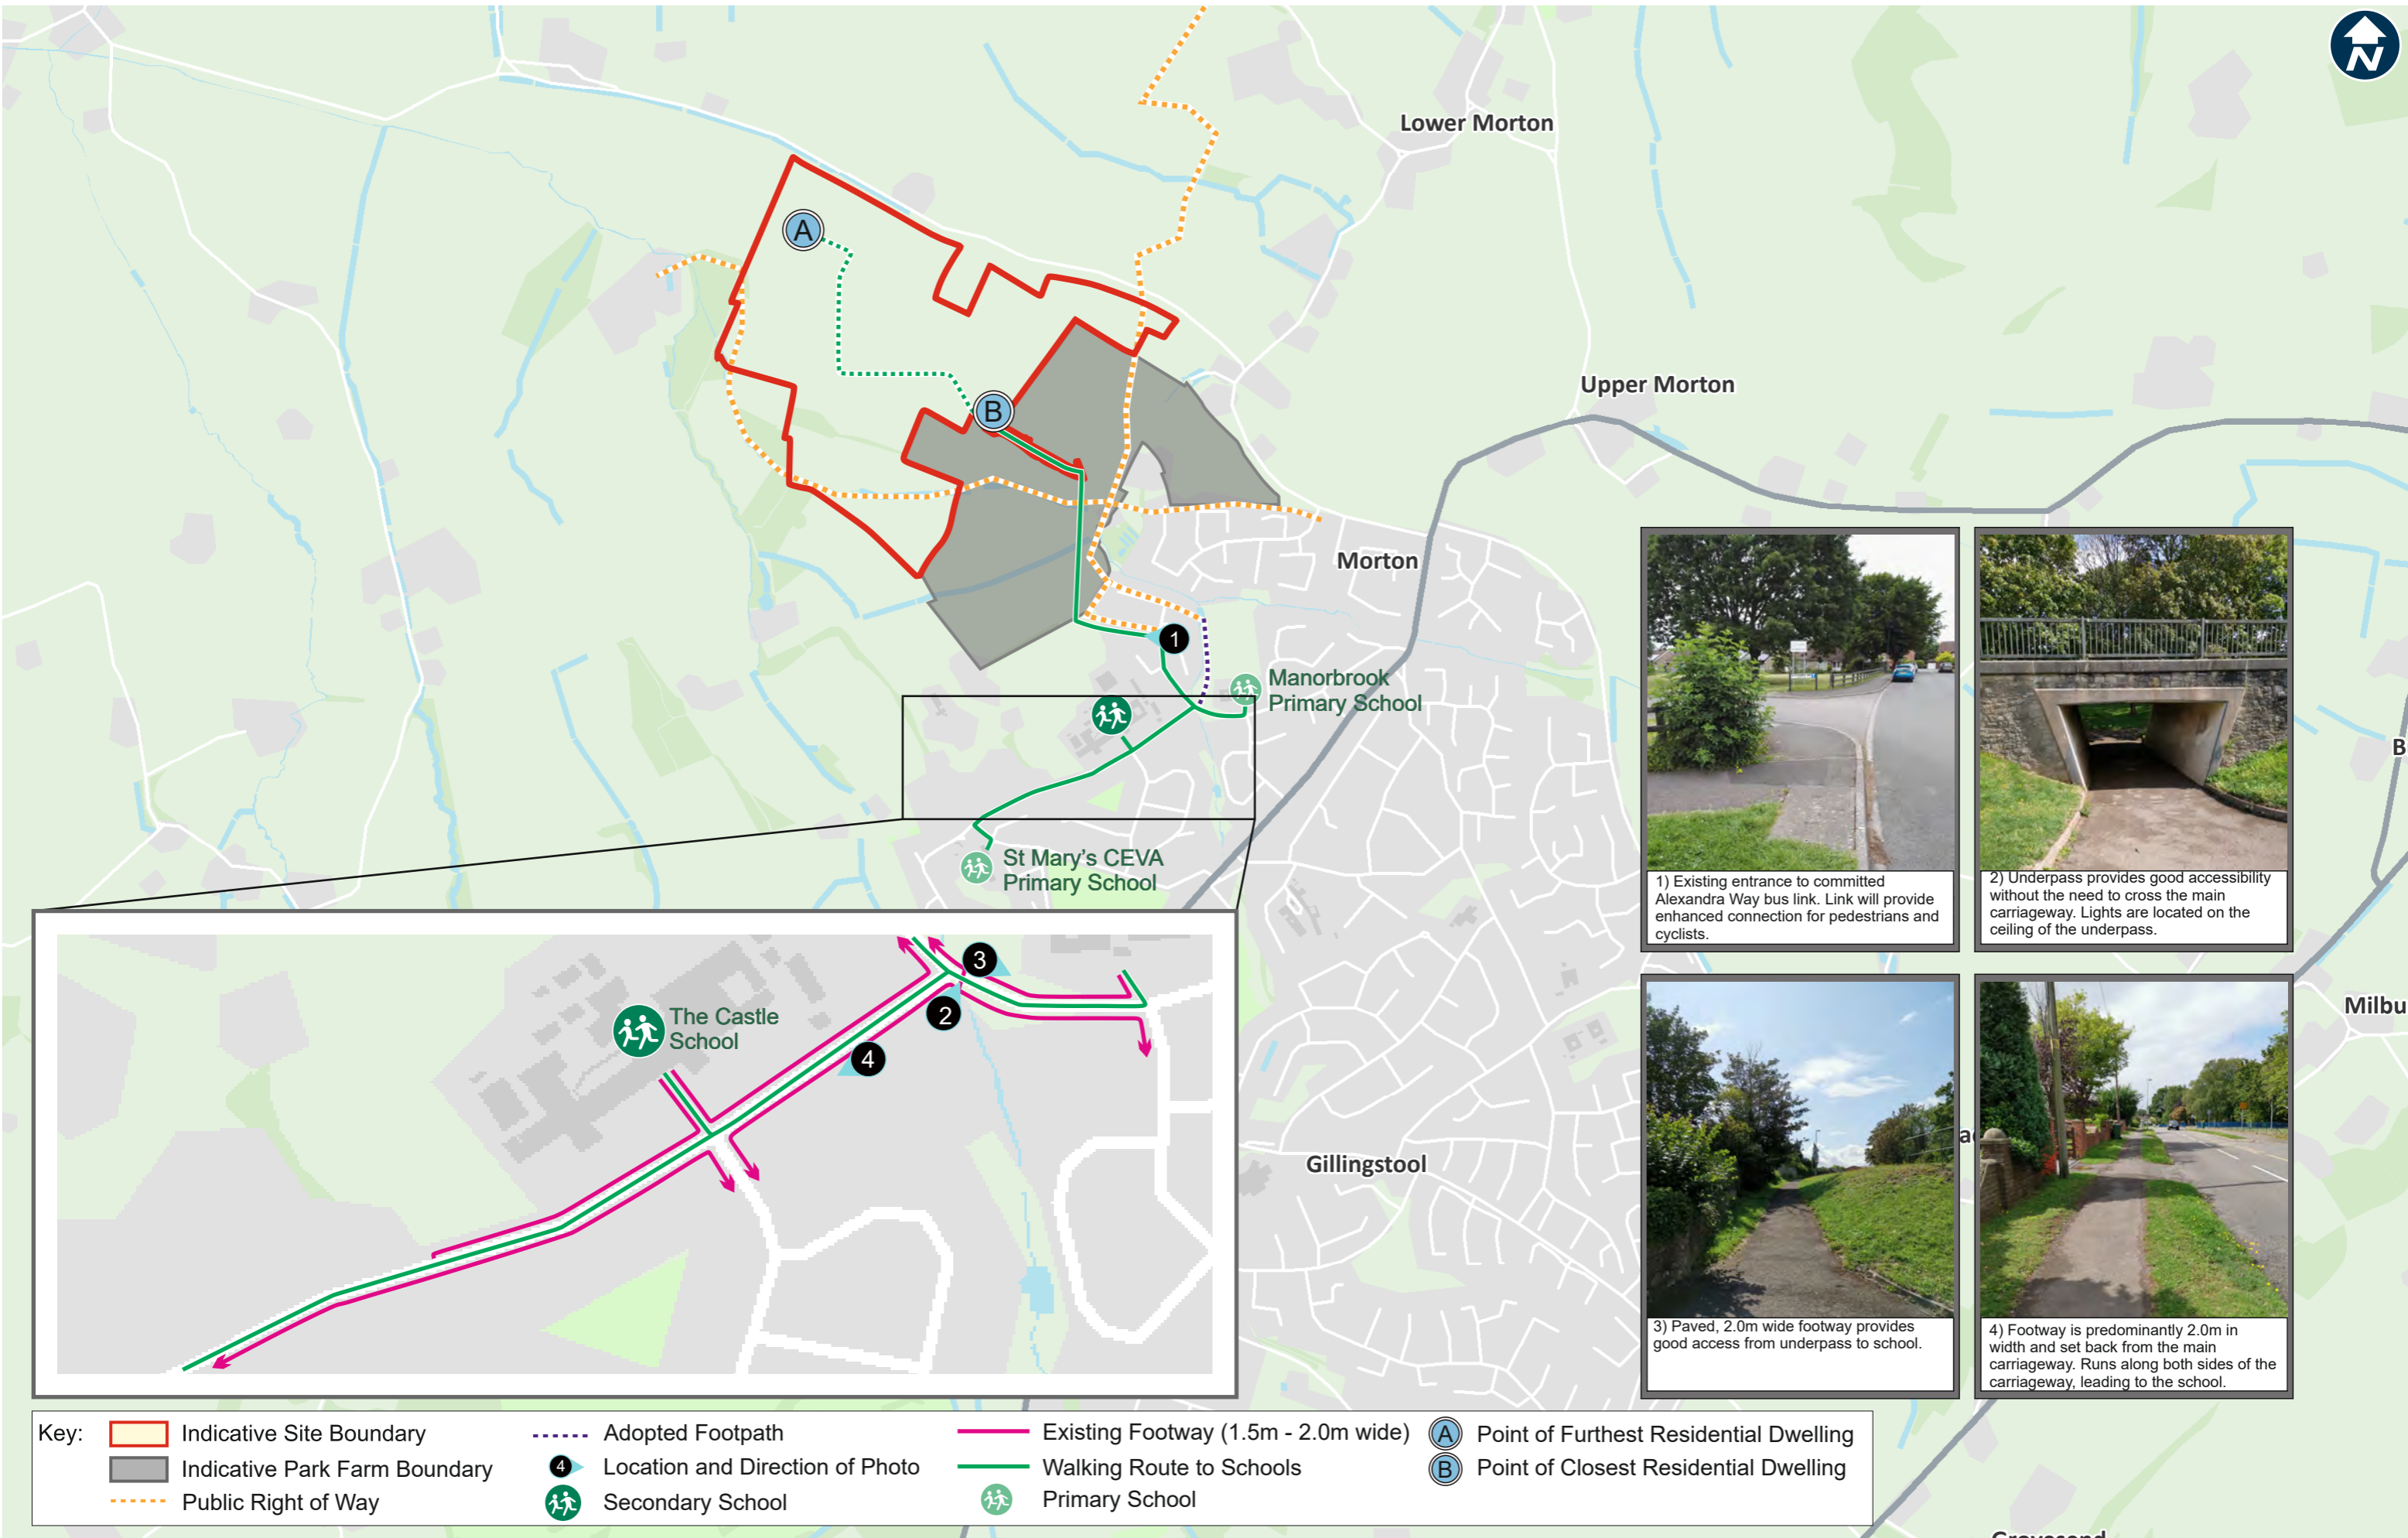 N
Lower Morton
A
Upper Morton
B
Morton
1
Manorbrook
Primary School
St Mary's CEVA
Primary School
B
Milbu
Gillingstool
a
1) Existing entrance to committed
Alexandra Way bus link. Link will provide
enhanced connection for pedestrians and
cyclists.
2) Underpass provides good accessibility
without the need to cross the main
carriageway. Lights are located on the
ceiling of the underpass.
3) Paved, 2.0m wide footway provides
good access from underpass to school.
4) Footway is predominantly 2.0m in
width and set back from the main
carriageway. Runs along both sides of the
carriageway, leading to the school.
3
2
The Castle
School
4
Key:
Indicative Site Boundary
Indicative Park Farm Boundary
Public Right of Way
Adopted Footpath
4
Location and Direction of Photo
Secondary School
Existing Footway (1.5m - 2.0m wide)
Walking Route to Schools
Primary School
A
Point of Furthest Residential Dwelling
B
Point of Closest Residential Dwelling